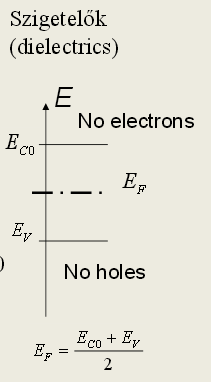 Szigetelők
(dielectrics)
E
No electrons
E_C0
E_F
E_V
)
No holes
E_F = (E_C0 + E_V) / 2